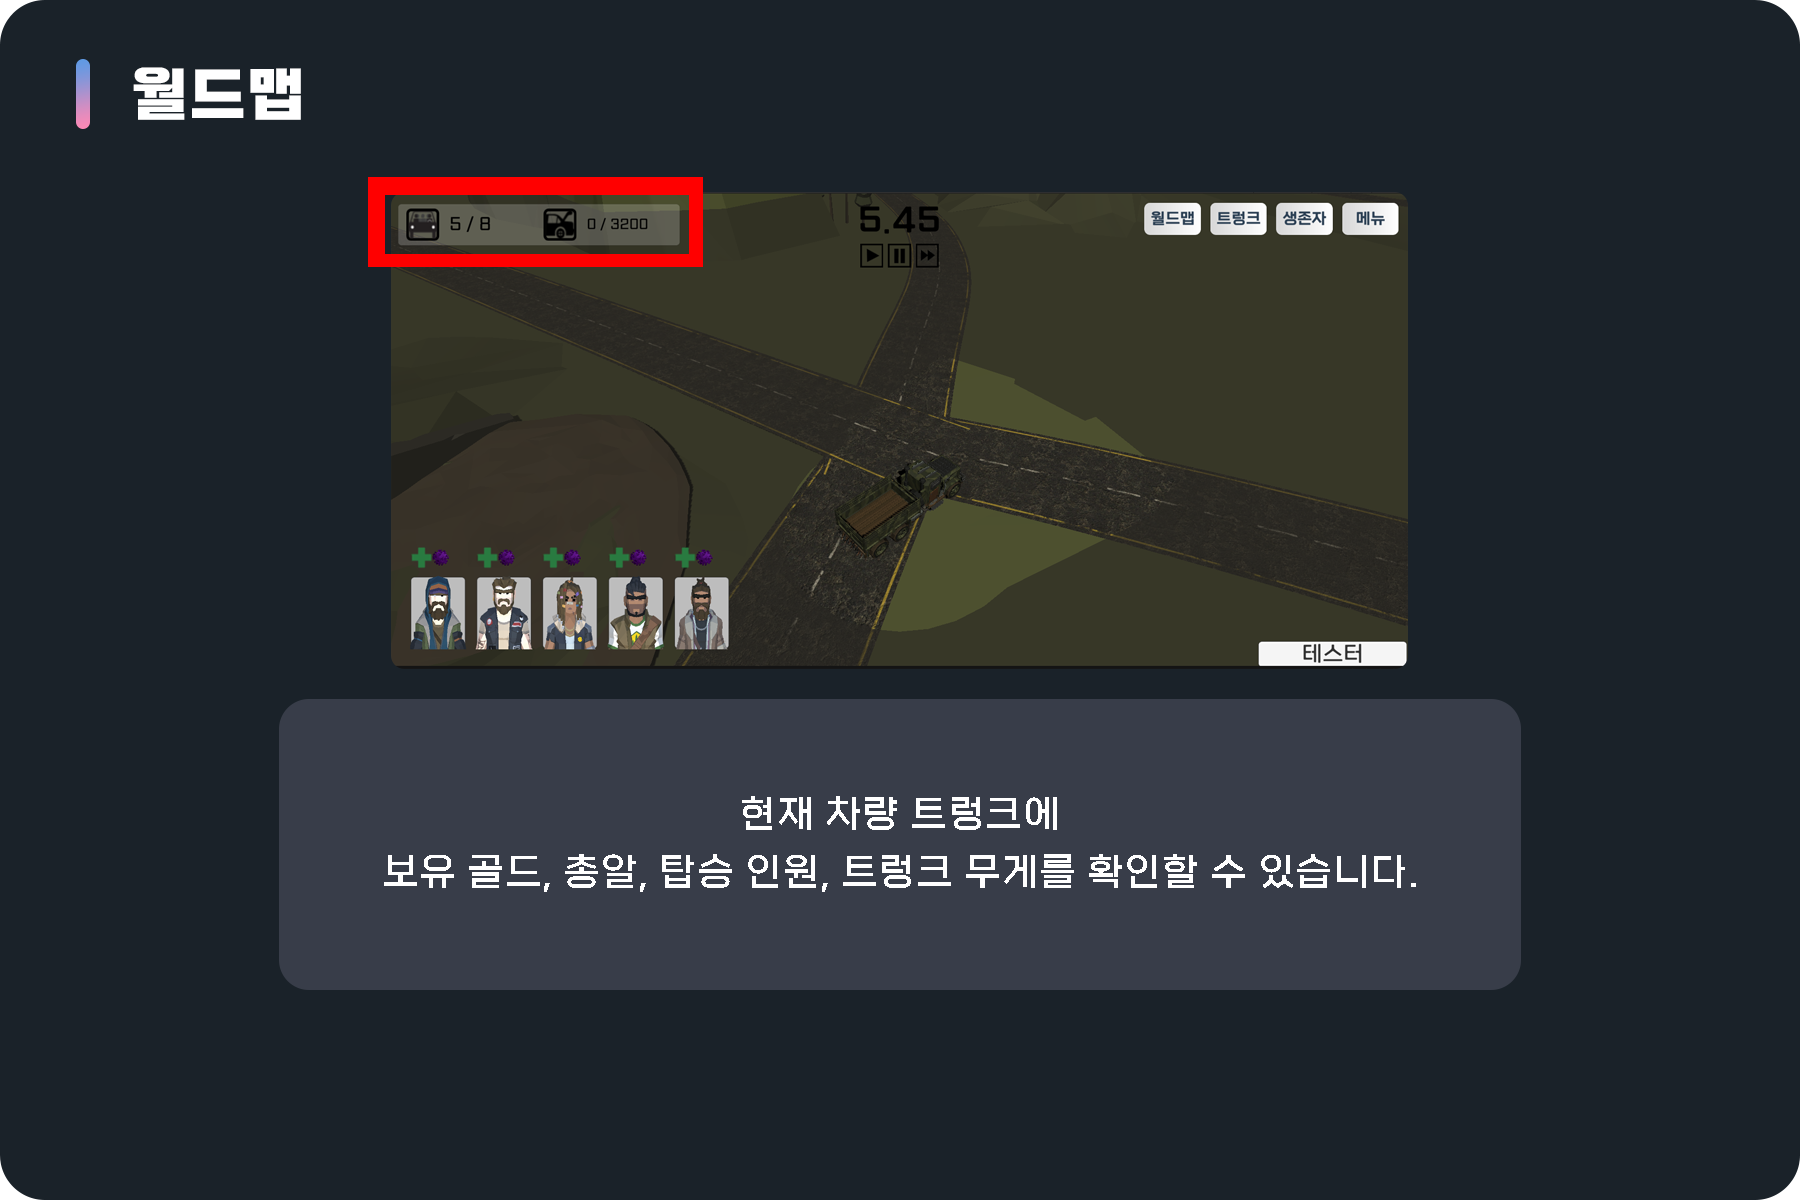 월드맵
5 / 8
0 / 3200
5.45
월드맵
트렁크
생존자
메뉴
테스터
현재 차량 트렁크에
보유 골드, 총알, 탑승 인원, 트렁크 무게를 확인할 수 있습니다.